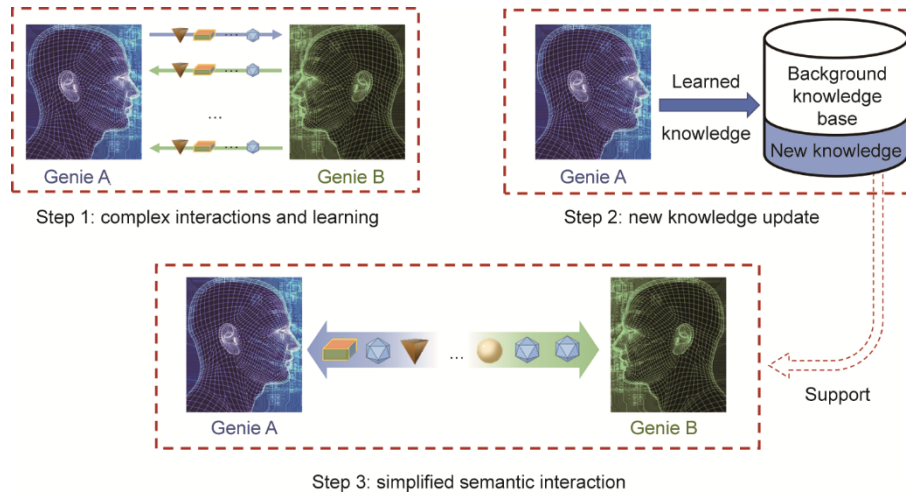 Genie A
Genie B
...
Step 1: complex interactions and learning
Genie A
Learned
knowledge
Background
knowledge
base
New knowledge
Step 2: new knowledge update
Genie A
...
Genie B
Support
Step 3: simplified semantic interaction